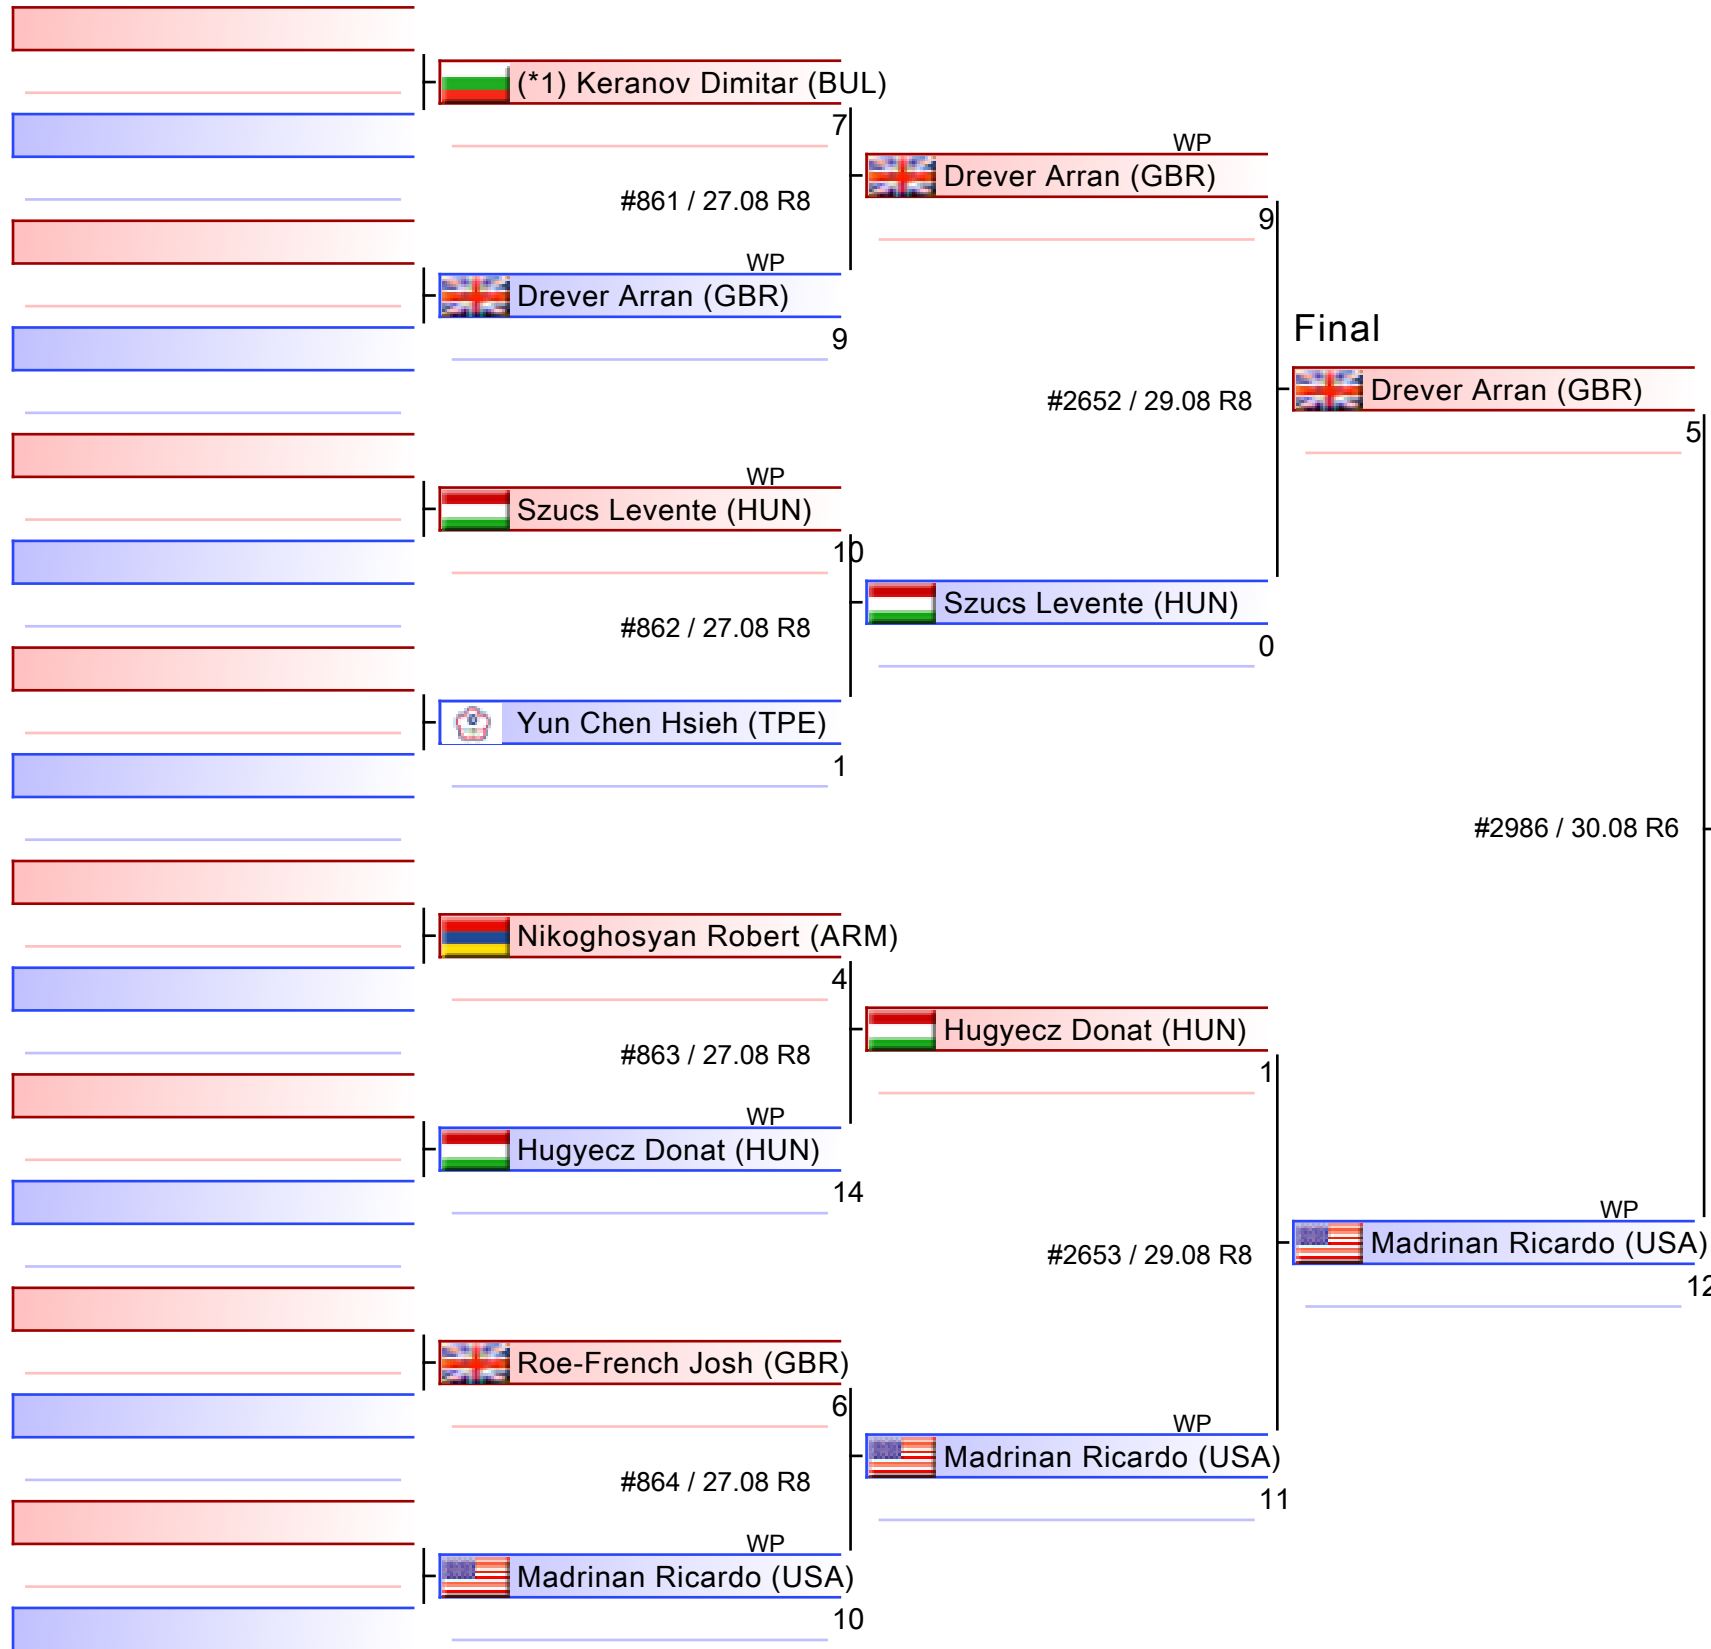 (*1) Keranov Dimitar (BUL)
7
#861 / 27.08 R8
WP
Drever Arran (GBR)
9
WP
Szucs Levente (HUN)
10
#862 / 27.08 R8
Yun Chen Hsieh (TPE)
1
Nikoghosyan Robert (ARM)
4
#863 / 27.08 R8
WP
Hugyecz Donat (HUN)
14
Roe-French Josh (GBR)
6
#864 / 27.08 R8
WP
Madrinan Ricardo (USA)
10
WP
Drever Arran (GBR)
9
#2652 / 29.08 R8
Szucs Levente (HUN)
0
Hugyecz Donat (HUN)
1
#2653 / 29.08 R8
WP
Madrinan Ricardo (USA)
11
Final
Drever Arran (GBR)
5
#2986 / 30.08 R6
WP
Madrinan Ricardo (USA)
12